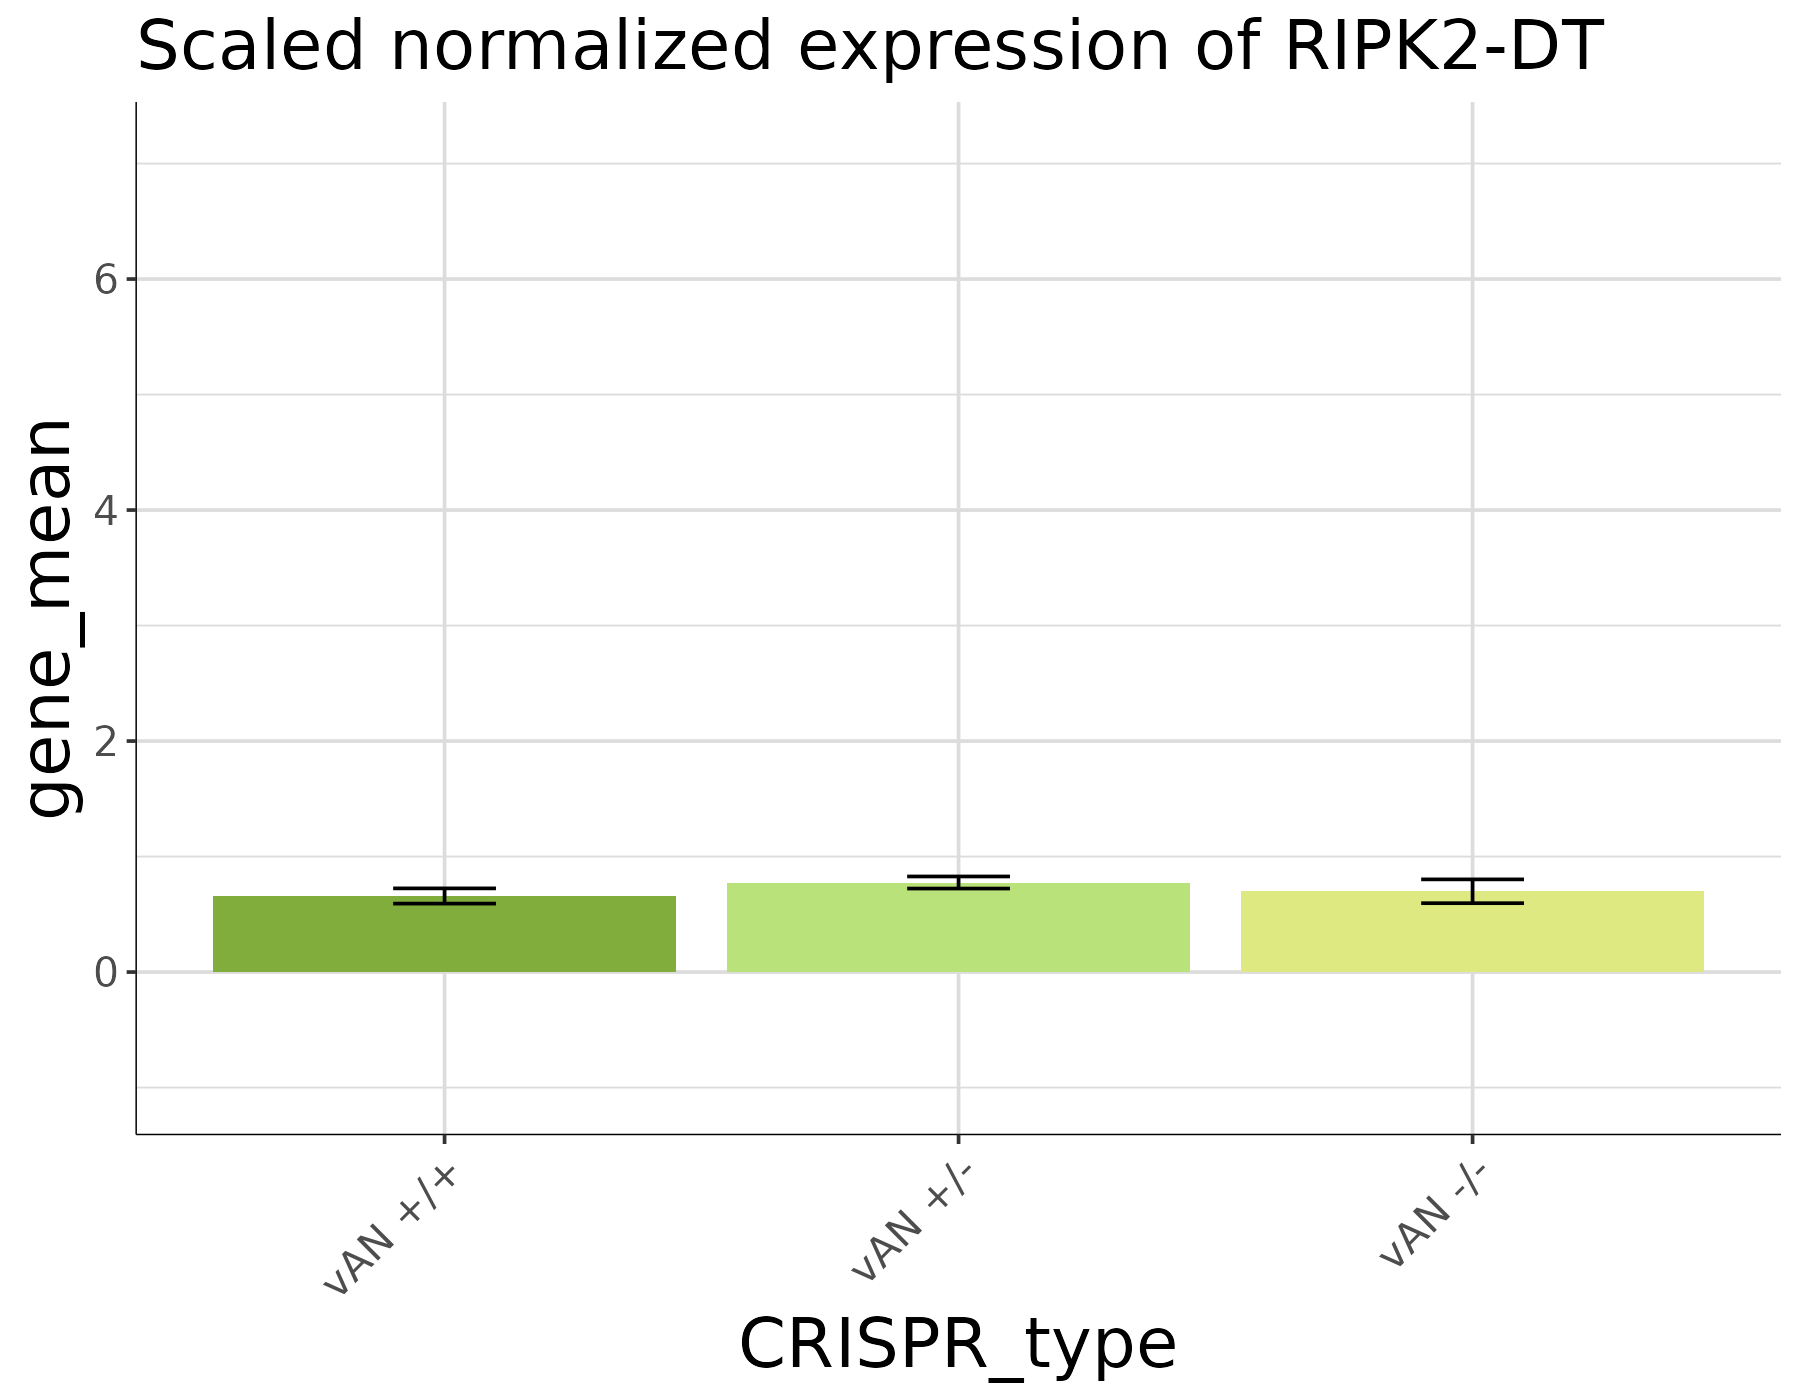 Scaled normalized expression of RIPK2-DT
gene_mean
6
4
2
0
vAN +/+
vAN +/-
vAN -/-
CRISPR_type